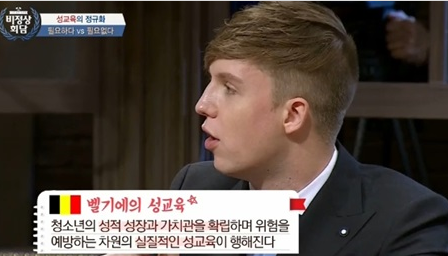 비정상회담
성교육의 정규화
필요하다 vs 필요없다
벨기에의 성교육
청소년의 성적 성장과 가치관을 확립하며 위험을
예방하는 차원의 실질적인 성교육이 행해진다